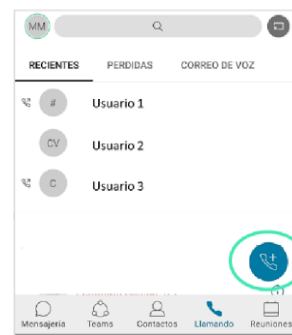 MM
RECIENTES PERDIDAS CORREO DE VOZ
# Usuario 1
CV Usuario 2
C Usuario 3
Mensajería Teams Contactos Llamando Reuniones